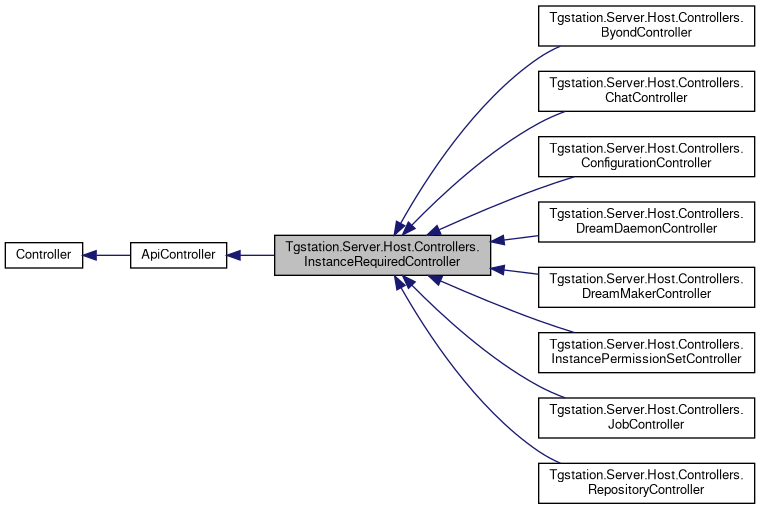 Controller
ApiController
Tgstation.Server.Host.Controllers.
InstanceRequiredController
Tgstation.Server.Host.Controllers.
ByondController
Tgstation.Server.Host.Controllers.
ChatController
Tgstation.Server.Host.Controllers.
ConfigurationController
Tgstation.Server.Host.Controllers.
DreamDaemonController
Tgstation.Server.Host.Controllers.
DreamMakerController
Tgstation.Server.Host.Controllers.
InstancePermissionSetController
Tgstation.Server.Host.Controllers.
JobController
Tgstation.Server.Host.Controllers.
RepositoryController